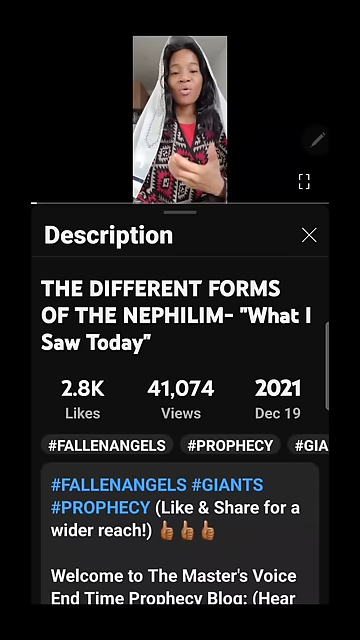 Description
THE DIFFERENT FORMS
OF THE NEPHILIM- "What I
Saw Today"
2.8K
41,074
2021
Likes
Views
Dec 19
#FALLENANGELS
#PROPHECY
#GIA
#FALLENANGELS #GIANTS
#PROPHECY (Like & Share for a
wider reach!) 👍🏾👍🏾👍🏾
Welcome to The Master's Voice
End Time Prophecy Blog: (Hear